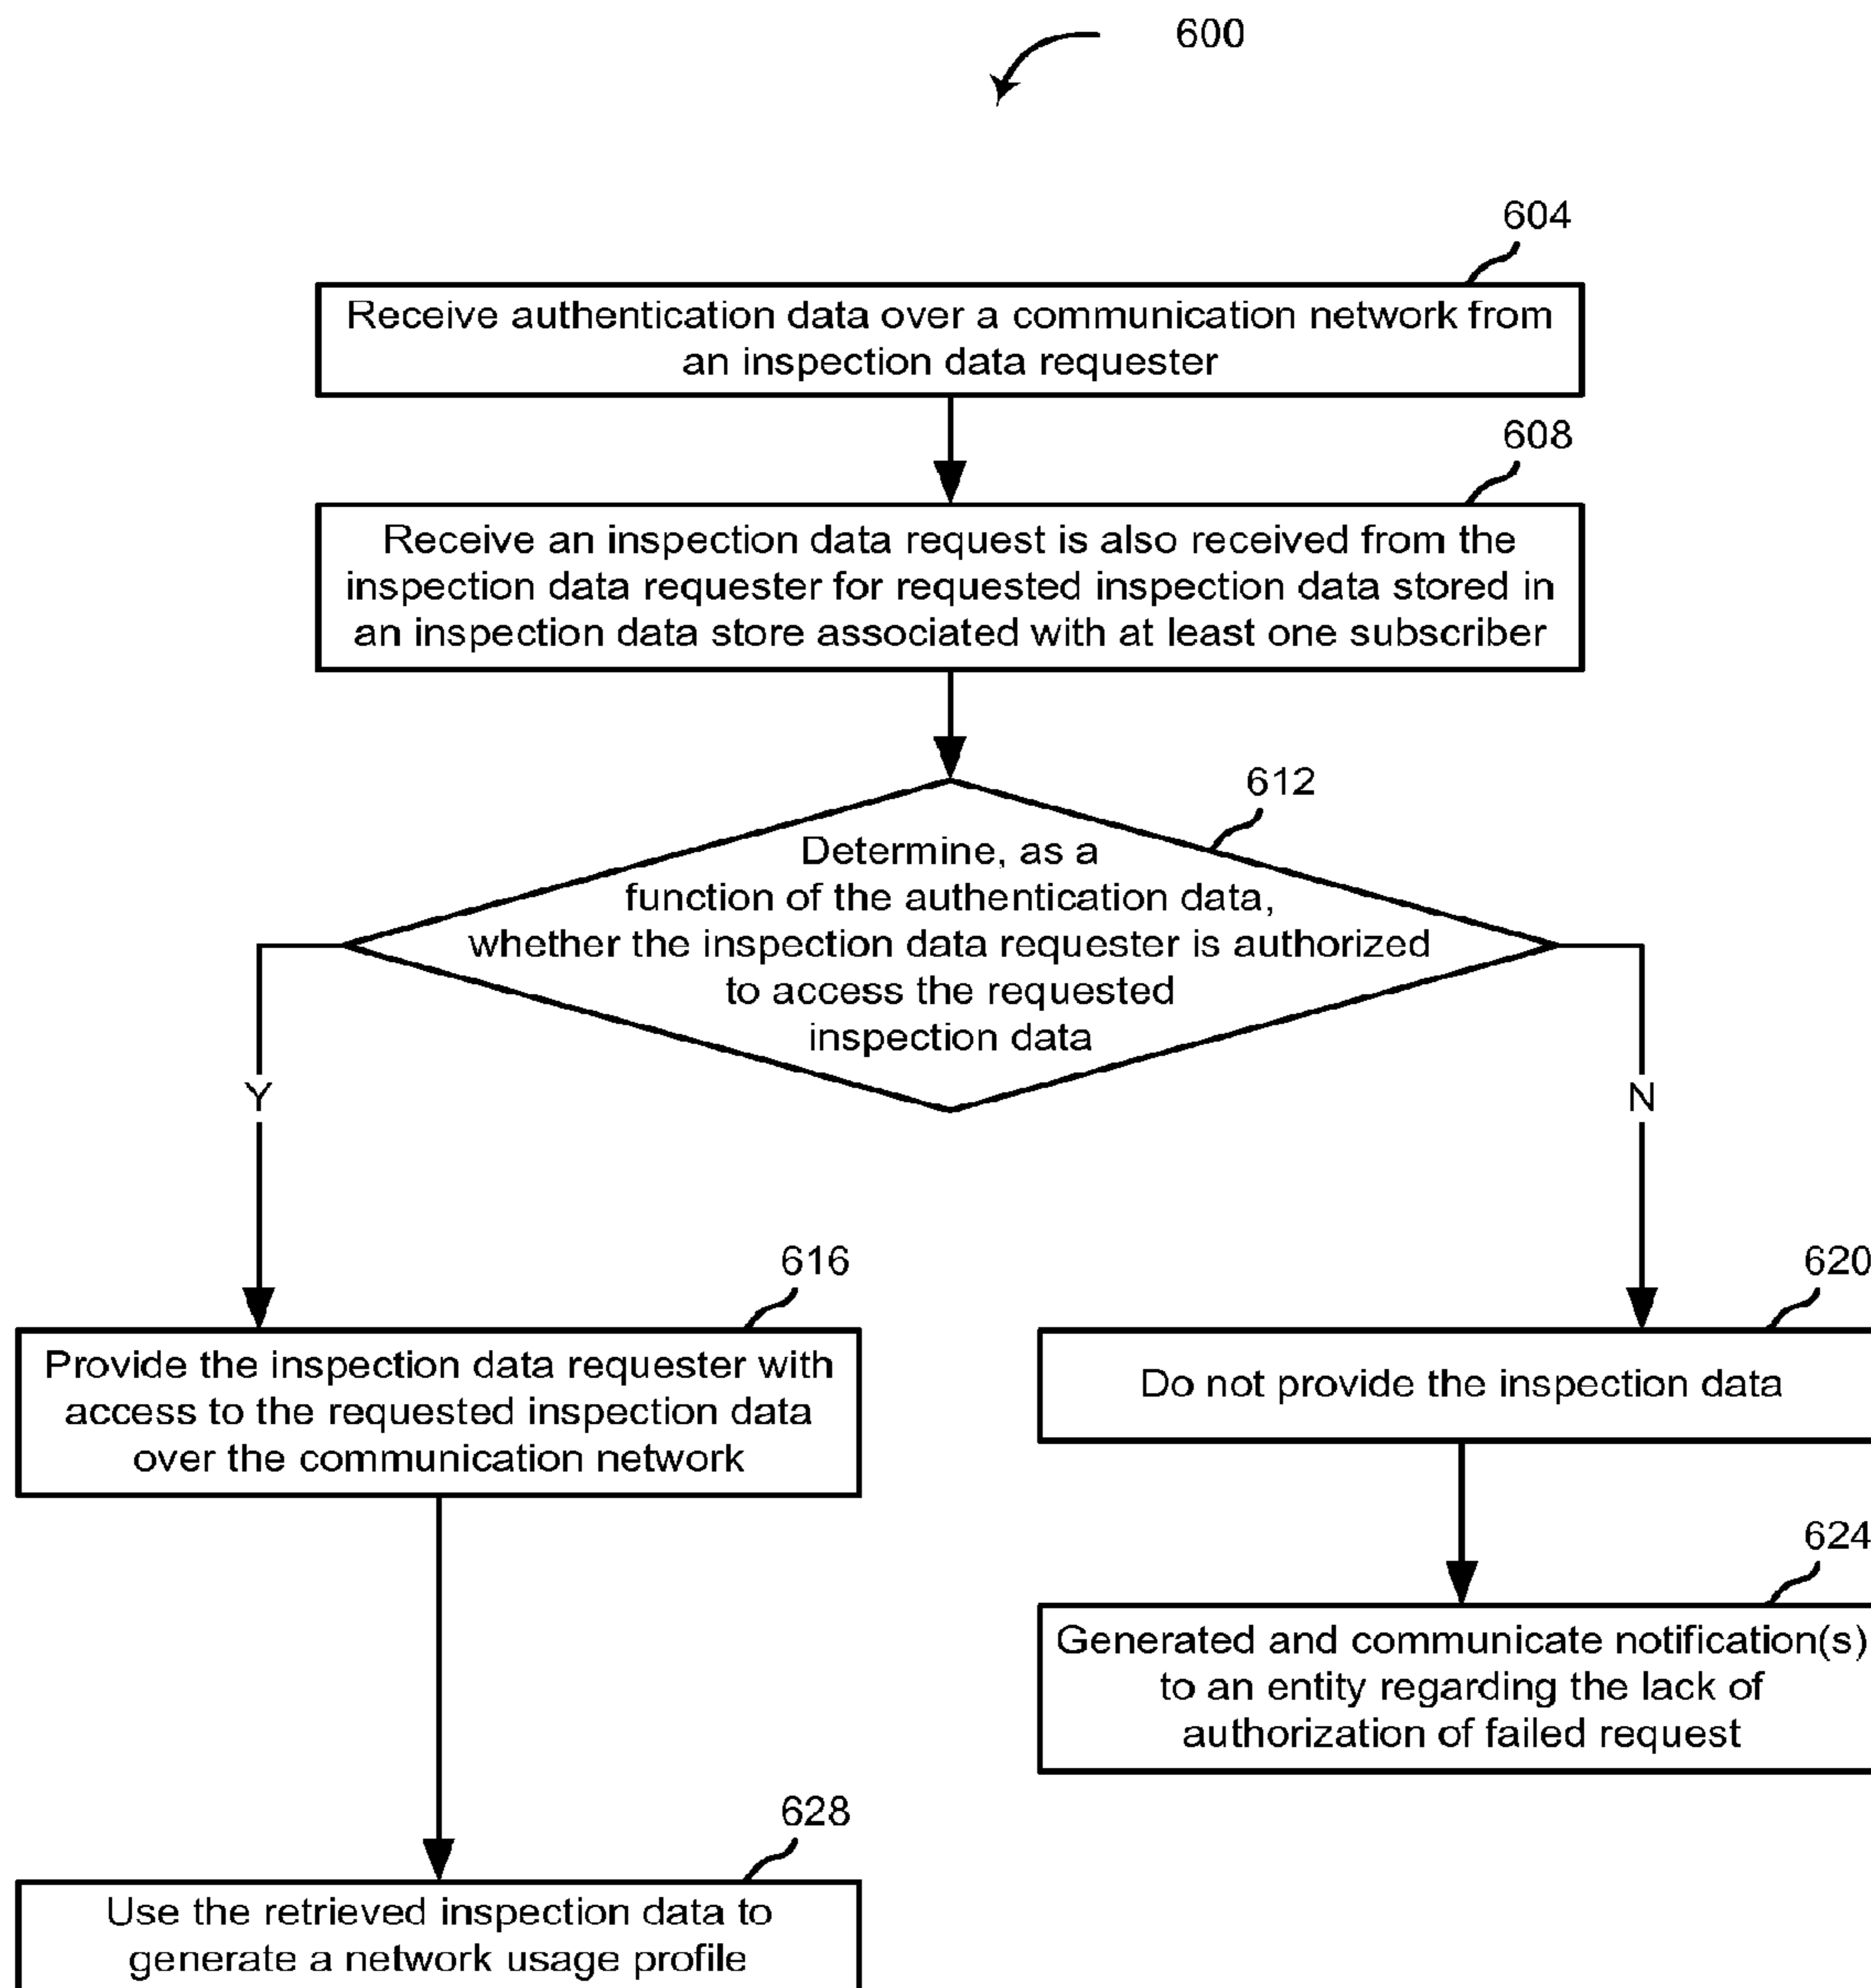 600
604
Receive authentication data over a communication network from
an inspection data requester
608
Receive an inspection data request is also received from the
inspection data requester for requested inspection data stored in
an inspection data store associated with at least one subscriber
612
Determine, as a
function of the authentication data,
whether the inspection data requester is authorized
to access the requested
inspection data
Y
N
616
Provide the inspection data requester with
access to the requested inspection data
over the communication network
620
Do not provide the inspection data
624
Generated and communicate notification(s)
to an entity regarding the lack of
authorization of failed request
628
Use the retrieved inspection data to
generate a network usage profile